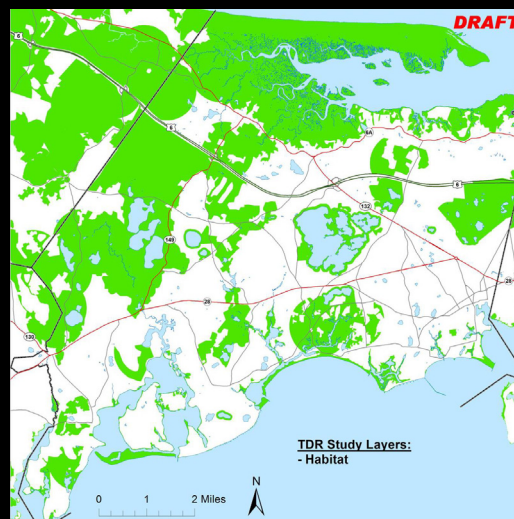 DRAFT
6
6
6A
6
132
149
28
28
130
TDR Study Layers:
- Habitat
N
0 1 2 Miles